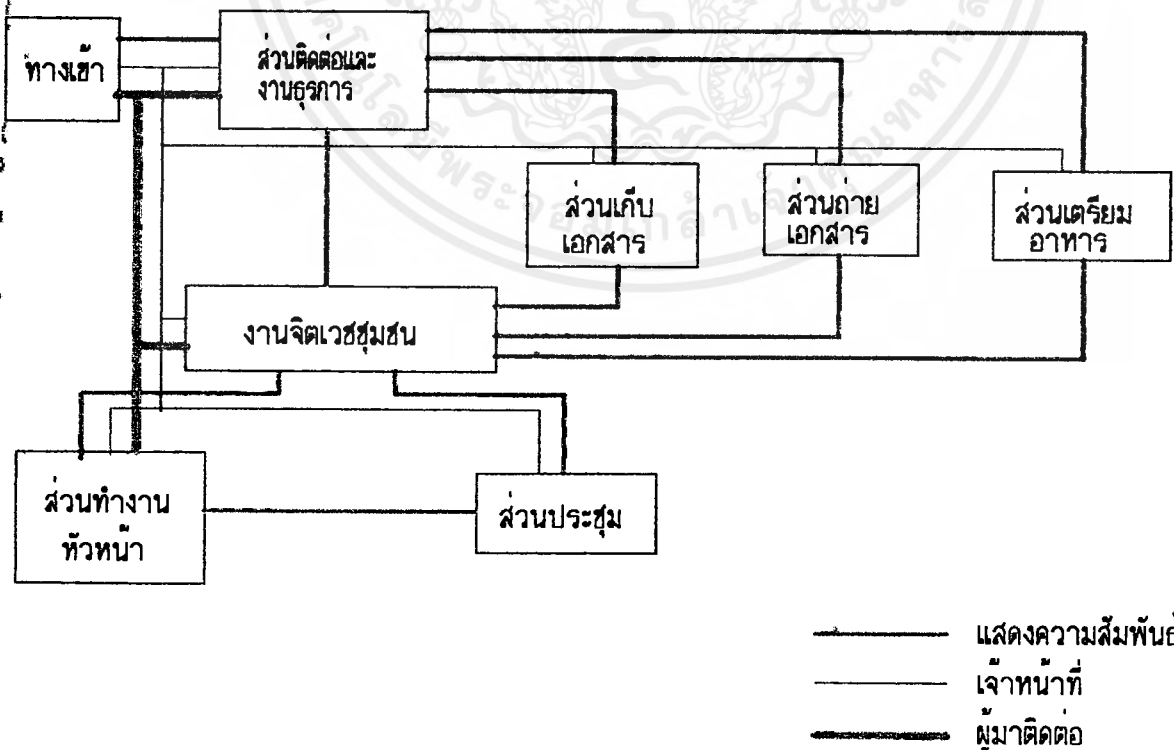 ทางเข้า
ส่วนติดต่อและ
งานธุรการ
ส่วนเก็บ
เอกสาร
ส่วนถ่าย
เอกสาร
ส่วนเตรียม
อาหาร
งานจิตเวชชุมชน
ส่วนทำงาน
หัวหน้า
ส่วนประชุม
แสดงความสัมพันธ์
เจ้าหน้าที่
ผู้มาติดต่อ